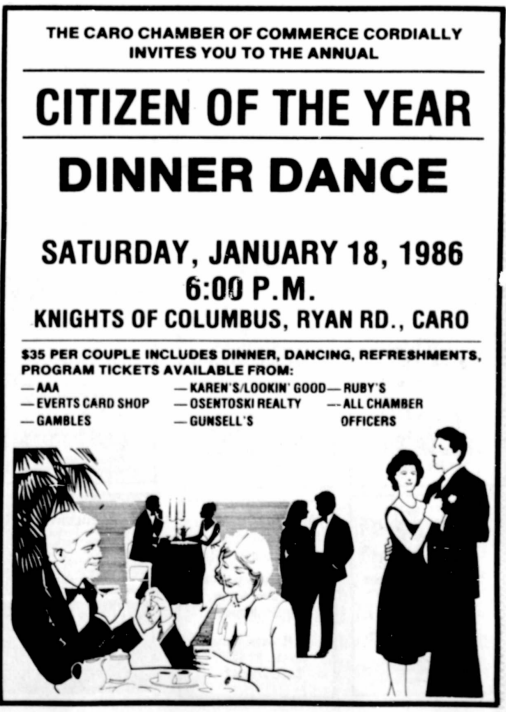 THE CARO CHAMBER OF COMMERCE CORDIALLY
INVITES YOU TO THE ANNUAL
CITIZEN OF THE YEAR
DINNER DANCE
SATURDAY, JANUARY 18, 1986
6:00 P.M.
KNIGHTS OF COLUMBUS, RYAN RD., CARO
$35 PER COUPLE INCLUDES DINNER, DANCING, REFRESHMENTS,
PROGRAM TICKETS AVAILABLE FROM:
— AAA — KAREN'S/LOOKIN' GOOD — RUBY'S
— EVERTS CARD SHOP — OSENTOSKI REALTY — ALL CHAMBER
— GAMBLES — GUNSELL'S OFFICERS